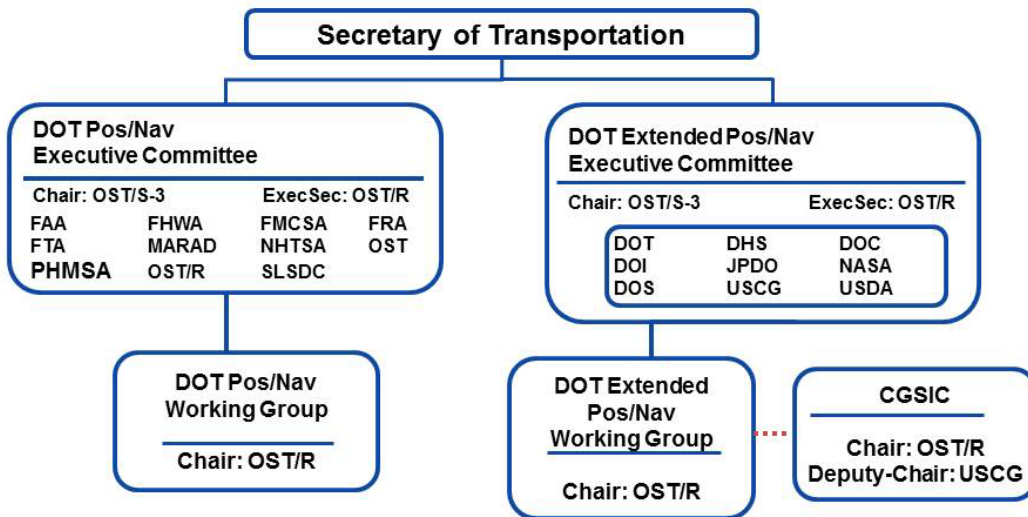 Secretary of Transportation
DOT Pos/Nav
Executive Committee
Chair: OST/S-3 ExecSec: OST/R
FAA FHWA FMCSA FRA
FTA MARAD NHTSA OST
PHMSA OST/R SLSDC
DOT Extended Pos/Nav
Executive Committee
Chair: OST/S-3 ExecSec: OST/R
DOT DHS DOC
DOI JPDO NASA
DOS USCG USDA
DOT Pos/Nav
Working Group
Chair: OST/R
DOT Extended
Pos/Nav
Working Group
Chair: OST/R
CGSIC
Chair: OST/R
Deputy-Chair: USCG